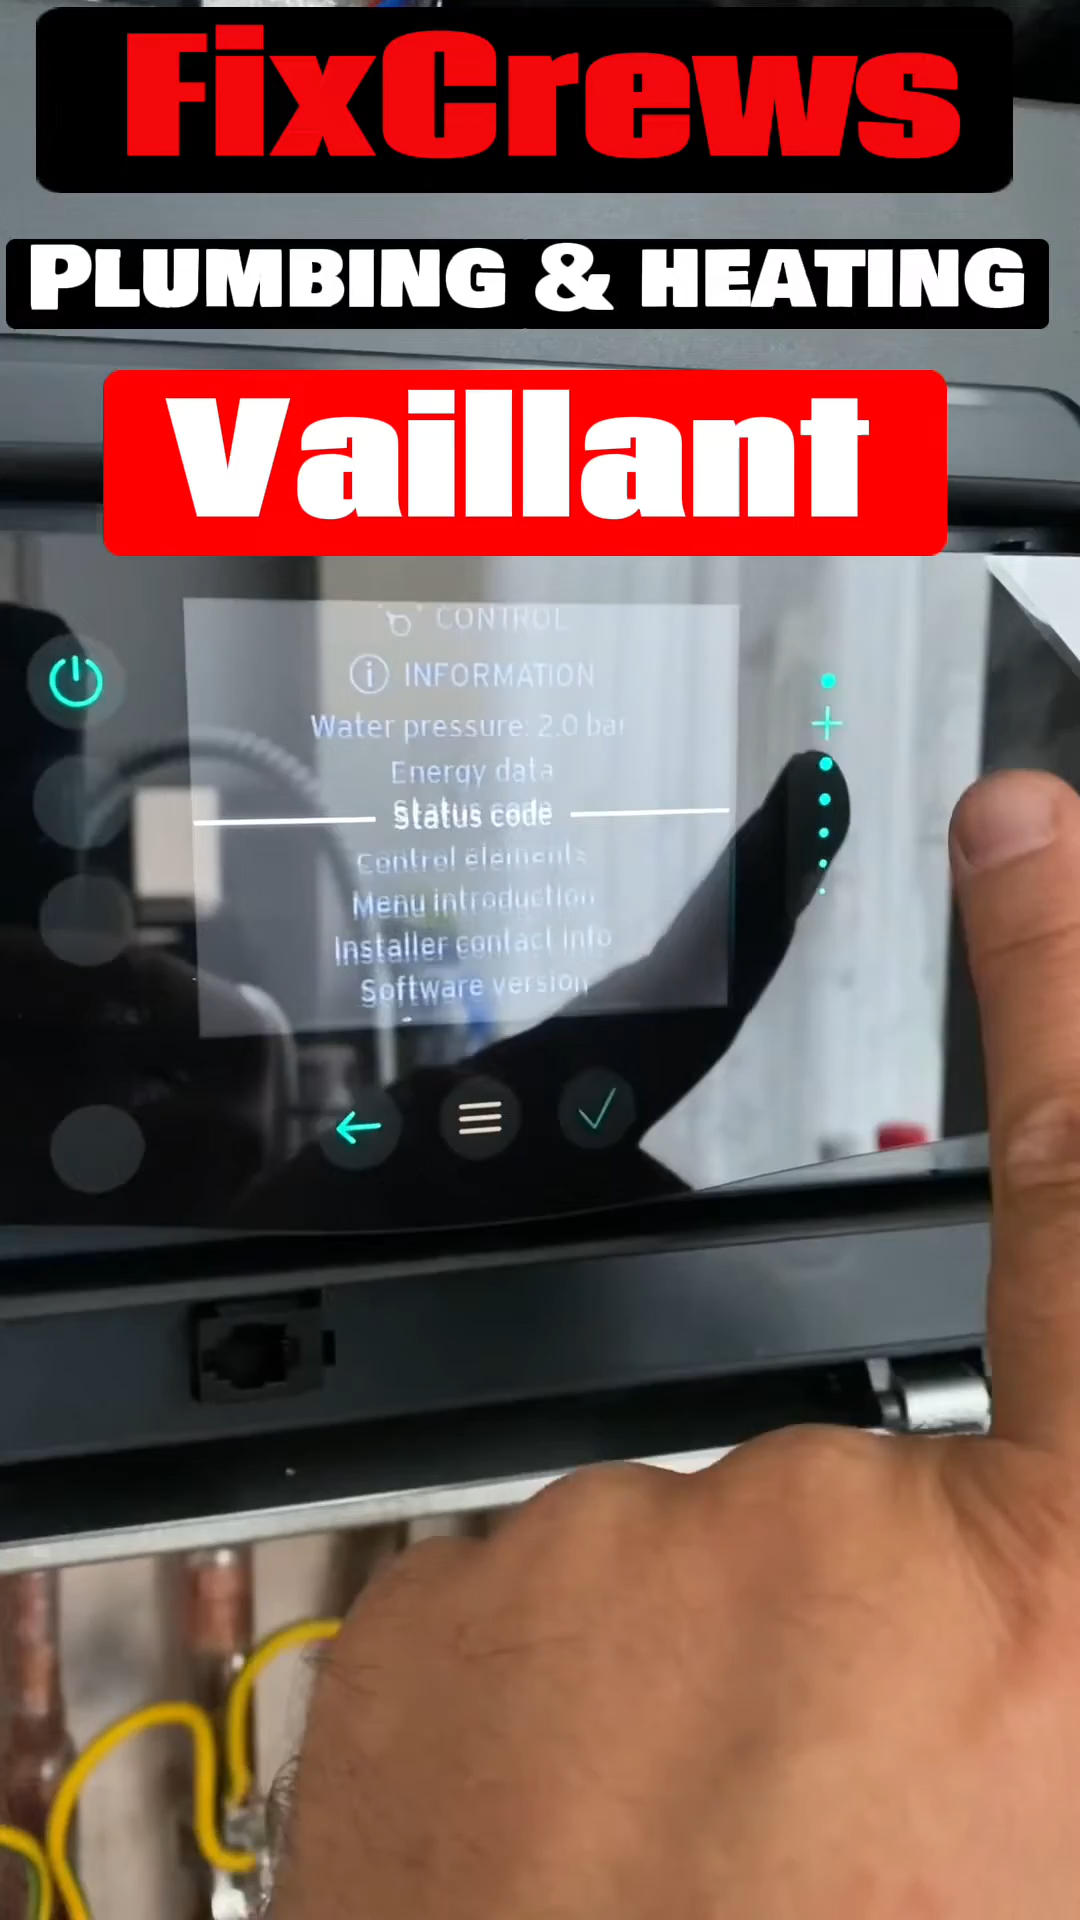 FixCrews
PLUMBING & HEATING
Vaillant
CONTROL
INFORMATION
Water pressure: 2.0 bar
Energy data
Status code
Control elements
Menu introduction
Installer contact info
Software version